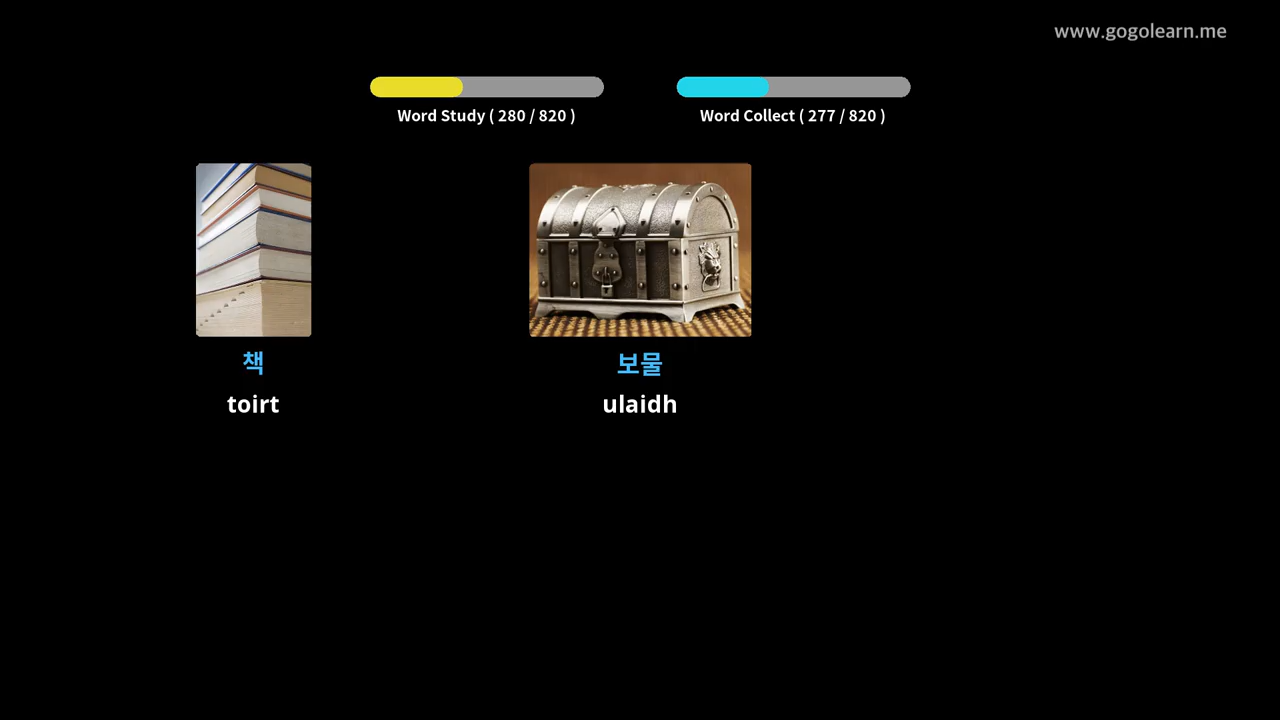 www.gogolearn.me
Word Study ( 280 / 820 )
Word Collect ( 277 / 820 )
책
toirt
보물
ulaidh